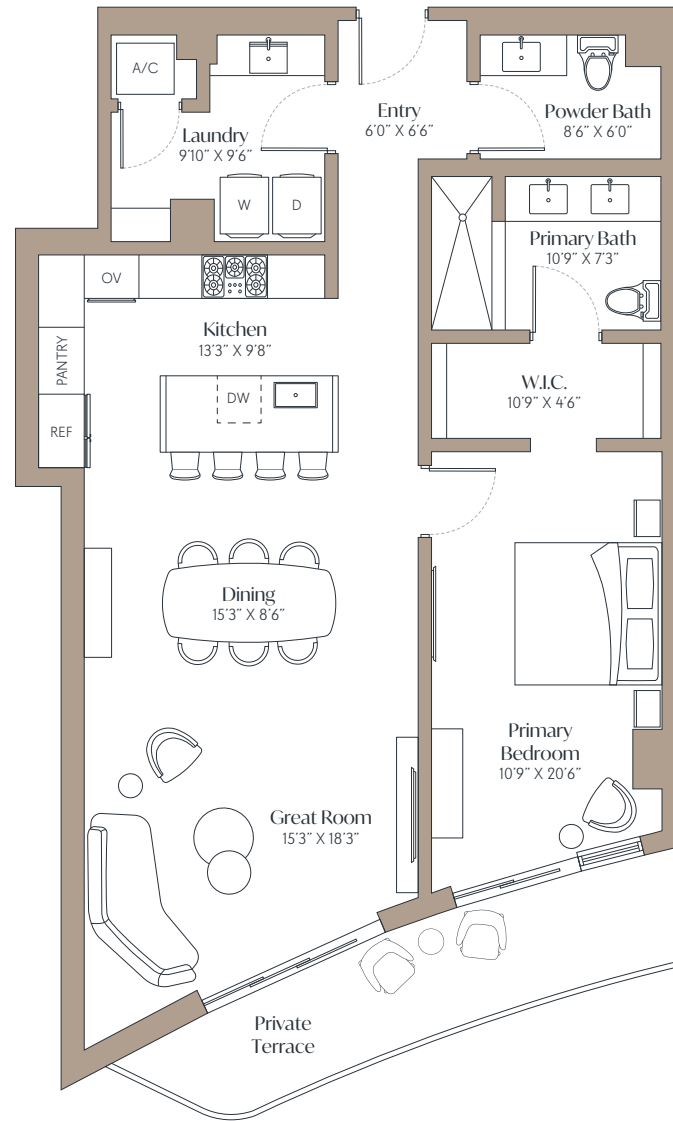 A/C
Laundry
9'10” X 9'6”
W
D
Entry
6'0” X 6'6”
Powder Bath
8'6” X 6'0”
Primary Bath
10'9” X 7'3”
OV
Kitchen
13'3” X 9'8”
PANTRY
REF
DW
W.I.C.
10'9” X 4'6”
Dining
15'3” X 8'6”
Primary
Bedroom
10'9” X 20'6”
Great Room
15'3” X 18'3”
Private
Terrace